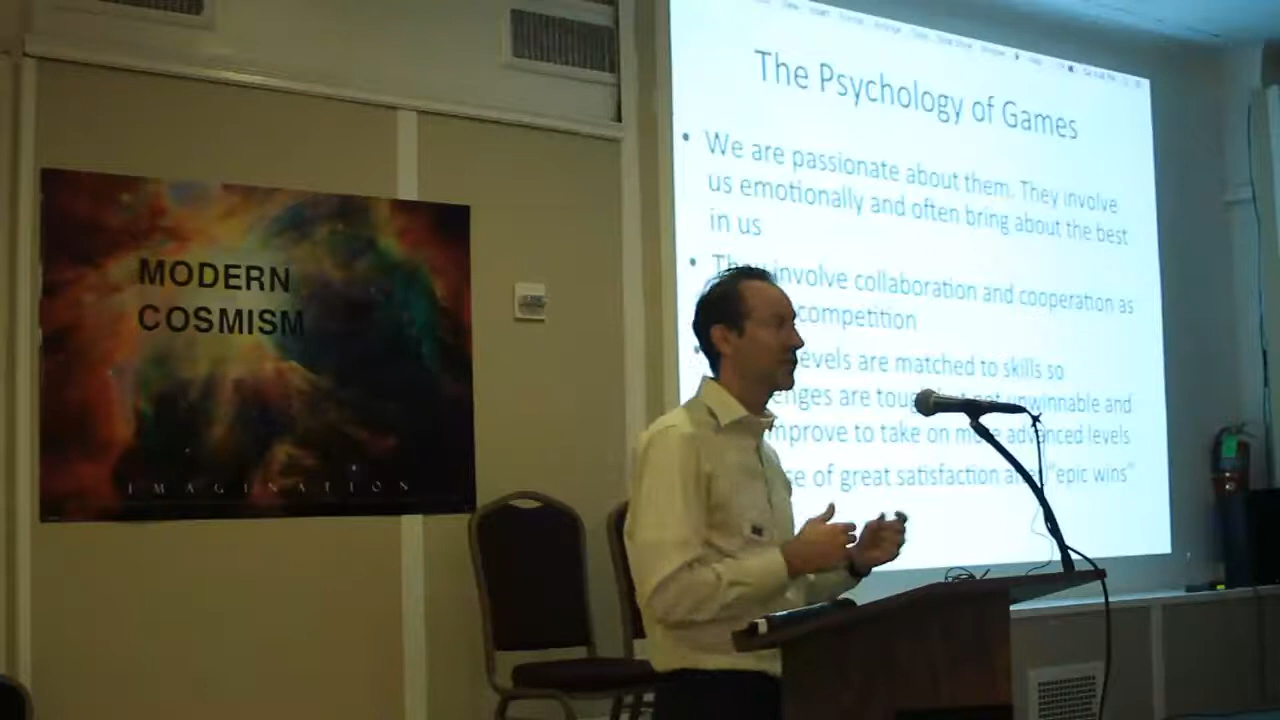 MODERN
COSMISM
IMAGINATION
The Psychology of Games
• We are passionate about them. They involve
us emotionally and often bring about the best
in us
• They involve collaboration and cooperation as
competition
levels are matched to skills so
are not unwinnable and
improve to take on more advanced levels
of great satisfaction "epic wins"